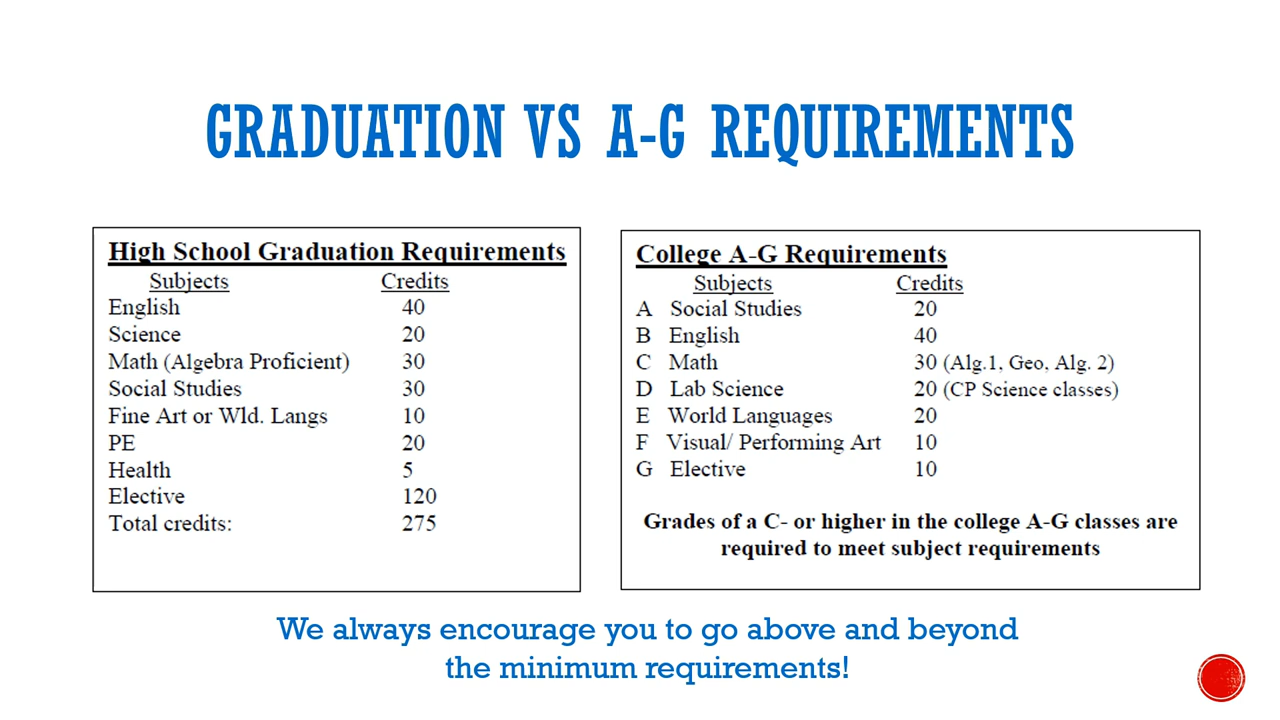 GRADUATION VS A-G REQUIREMENTS
High School Graduation Requirements
Subjects Credits
English 40
Science 20
Math (Algebra Proficient) 30
Social Studies 30
Fine Art or Wld. Langs 10
PE 20
Health 5
Elective 120
Total credits: 275
College A-G Requirements
Subjects Credits
A Social Studies 20
B English 40
C Math 30 (Alg.1, Geo, Alg. 2)
D Lab Science 20 (CP Science classes)
E World Languages 20
F Visual/ Performing Art 10
G Elective 10
Grades of a C- or higher in the college A-G classes are
required to meet subject requirements
We always encourage you to go above and beyond
the minimum requirements!